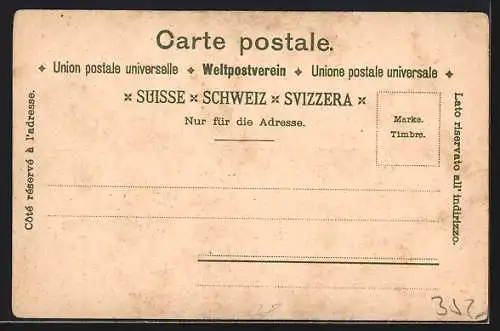 Carte postale.
✦ Union postale universelle ✦ Weltpostverein ✦ Unione postale universale ✦
× SUISSE × SCHWEIZ × SVIZZERA ×
Nur für die Adresse.
Marke.
Timbre.
Côté réservé à l'adresse.
Lato riservato all' indirizzo.